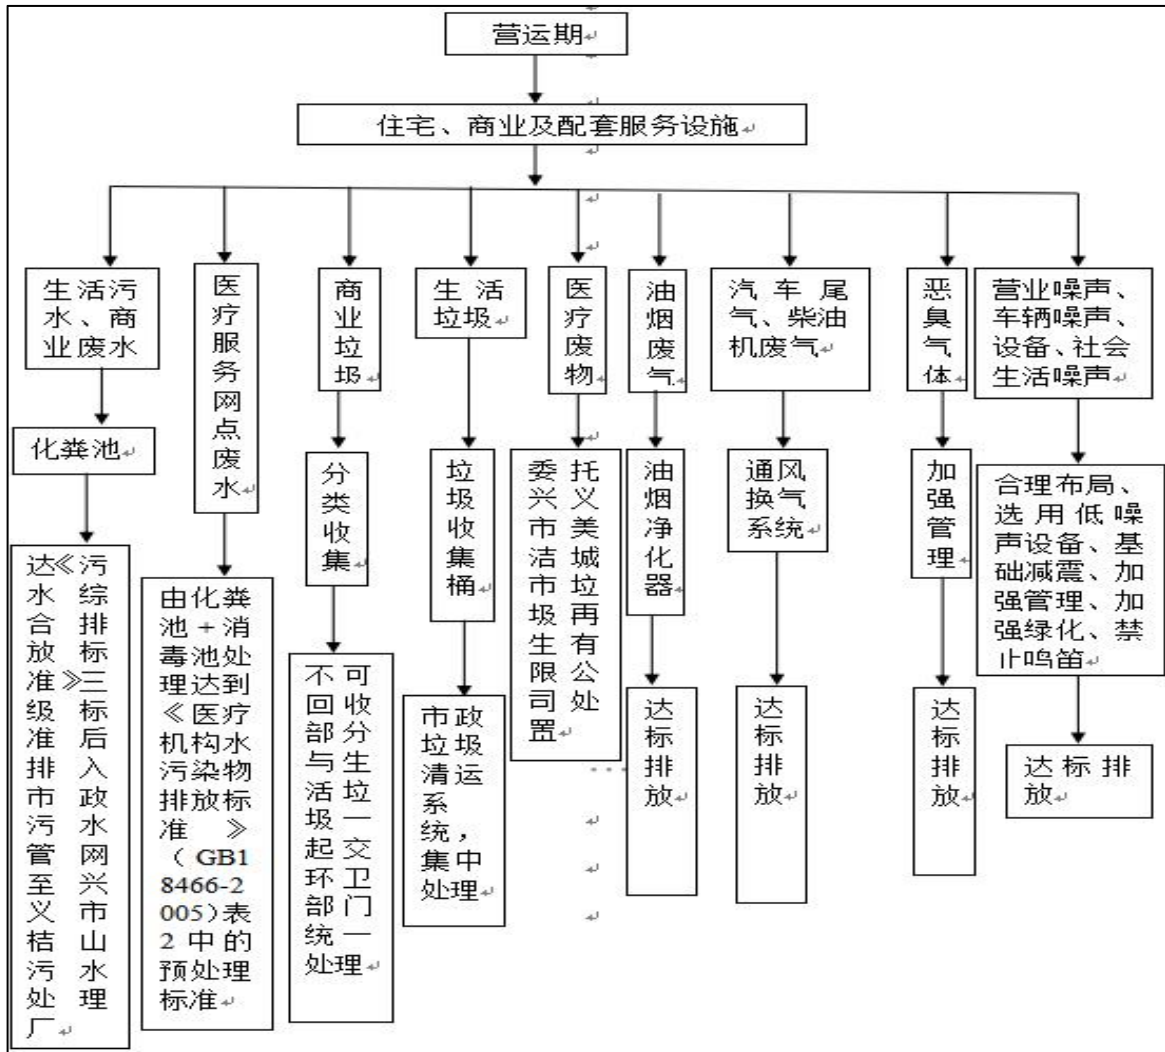 营运期
住宅、商业及配套服务设施
生活污
水、商
业废水
医
疗
服
务
网
点
废
水
商
业
垃
圾
生活
垃圾
医
疗
废
物
油
烟
废
气
汽车尾
气、柴油
机废气
恶
臭
气
体
营业噪声、
车辆噪声、
设备、社会
生活噪声
化粪池
分
类
收
集
垃
圾
收
集
桶
委托
兴义
市美
洁城
市垃
圾再
生有
限公
司处
置
油
烟
净
化
器
通风
换气
系统
加
强
管
理
合理布局、
选用低噪
声设备、基
础减震、加
强管理、加
强绿化、禁
止鸣笛
达《污
水综
合排
放标
准》三
级标
准后
排入
市政
污水
管网
至兴
义市
桔山
污水
处理
厂
由化粪
池+消
毒池处
理达到
《医疗
机构水
污染物
排放标
准》
（GB1
8466-2
005）表
2中的
预处理
标准
不可
回收
部分
与生
活垃
圾一
起交
环卫
部门
统一
处理
市政
垃圾
清运
系
统，
集中
处理
达
标
排
放
达
标
排
放
达
标
排
放
达标排
放